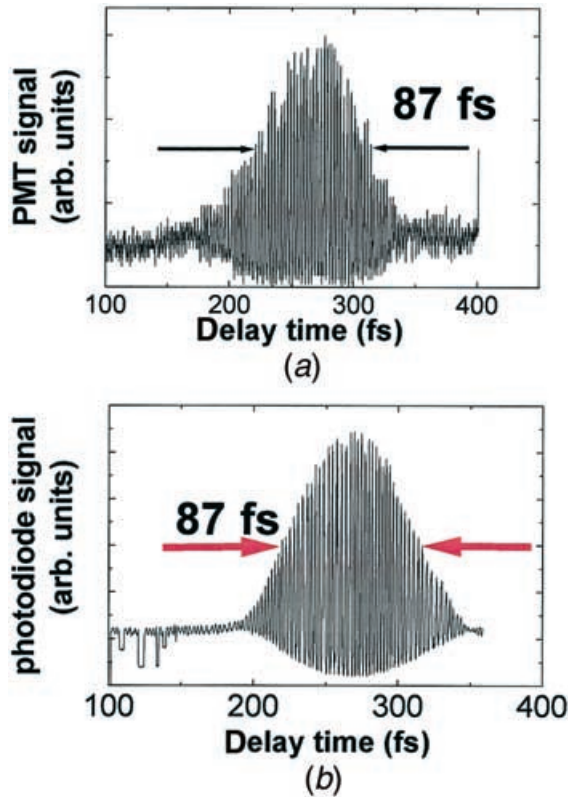 PMT signal
(arb. units)
87 fs
100 200 300 400
Delay time (fs)
(a)
photodiode signal
(arb. units)
87 fs
100 200 300 400
Delay time (fs)
(b)